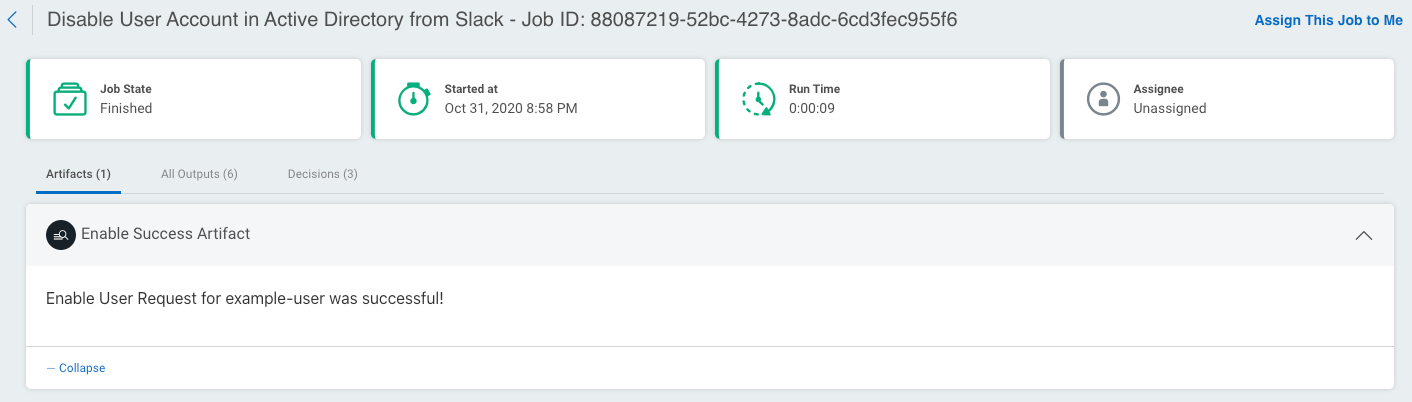 Disable User Account in Active Directory from Slack - Job ID: 88087219-52bc-4273-8adc-6cd3fec955f6
Assign This Job to Me
Job State
Finished
Started at
Oct 31, 2020 8:58 PM
Run Time
0:00:09
Assignee
Unassigned
Artifacts (1)
All Outputs (6)
Decisions (3)
Enable Success Artifact
Enable User Request for example-user was successful!
— Collapse